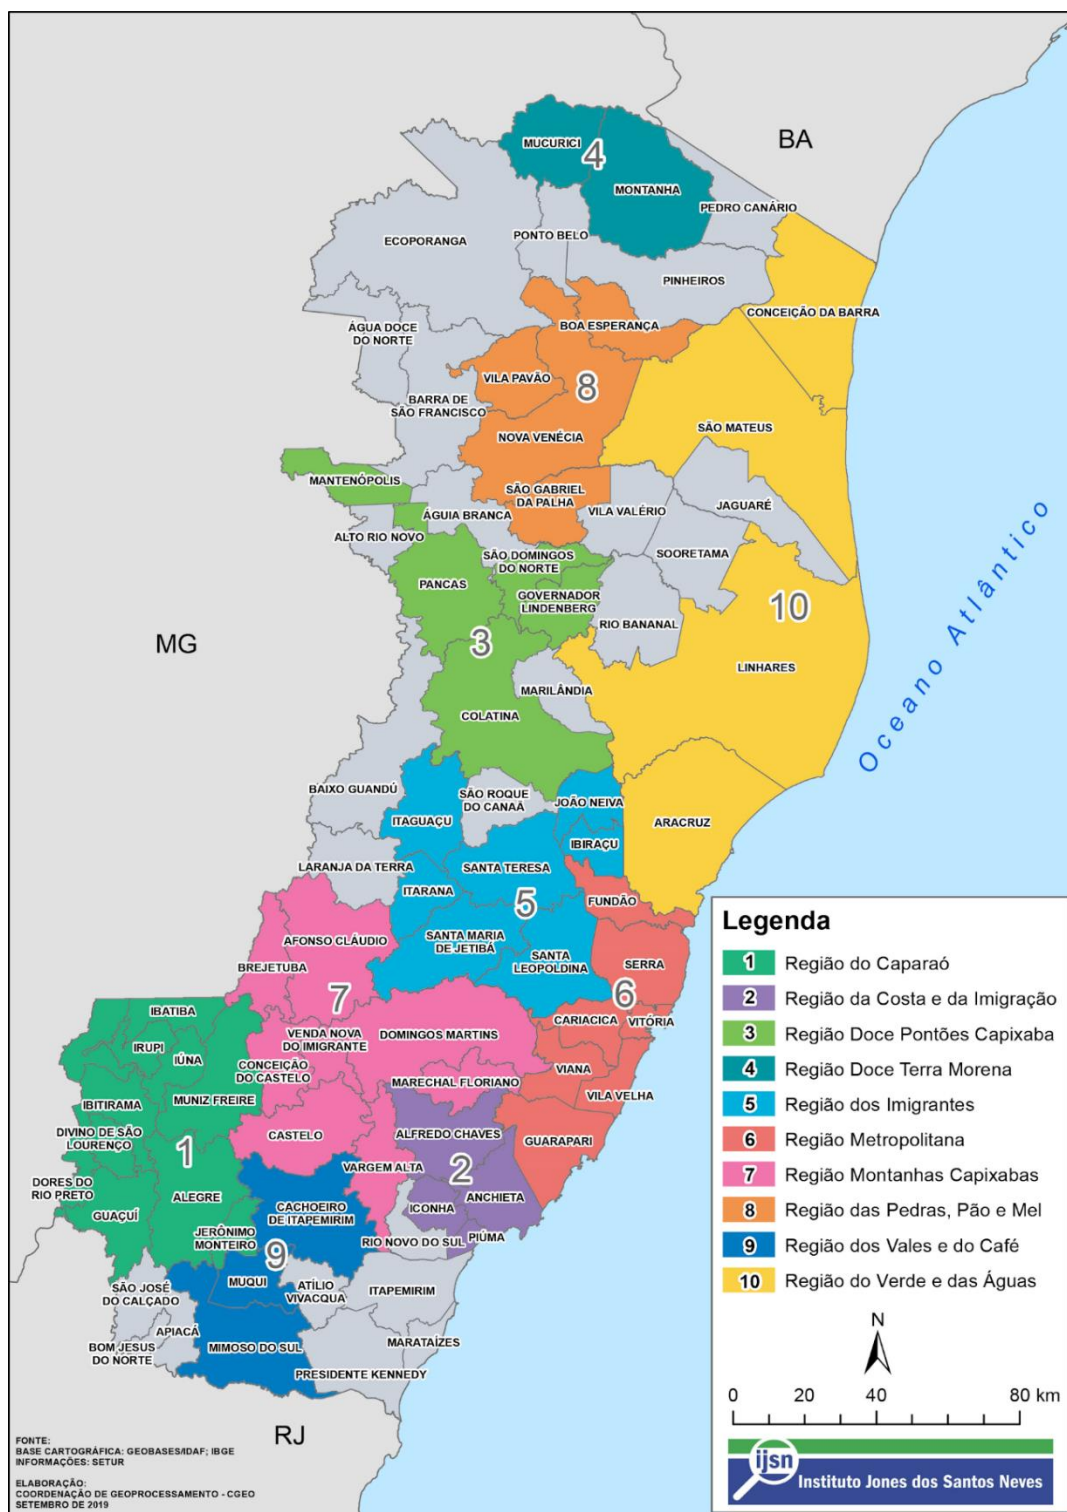 BA
MUCURICI
4
MONTANHA
PEDRO CANÁRIO
ECOPORANGA
PONTO BELO
PINHEIROS
CONCEIÇÃO DA BARRA
BOA ESPERANÇA
ÁGUA DOCE
DO NORTE
VILA PAVÃO
8
BARRA DE
SÃO FRANCISCO
SÃO MATEUS
NOVA VENÉCIA
MANTENÓPOLIS
SÃO GABRIEL
DA PALHA
JAGUARÉ
ÁGUIA BRANCA
VILA VALÉRIO
ALTO RIO NOVO
SOORETAMA
SÃO DOMINGOS
DO NORTE
PANCAS
GOVERNADOR
LINDENBERG
10
RIO BANANAL
MG
3
LINHARES
MARILÂNDIA
COLATINA
Oceano Atlântico
BAIXO GUANDÚ
SÃO ROQUE
DO CANAÃ
JOÃO NEIVA
ITAGUAÇU
ARACRUZ
IBIRAÇU
LARANJA DA TERRA
SANTA TERESA
ITARANA
5
FUNDÃO
AFONSO CLÁUDIO
SANTA MARIA
DE JETIBÁ
SANTA
LEOPOLDINA
SERRA
BREJETUBA
7
6
IBATIBA
CARIACICA
VITÓRIA
IRUPI
VENDA NOVA
DO IMIGRANTE
DOMINGOS MARTINS
IÚNA
CONCEIÇÃO
DO CASTELO
VIANA
MARECHAL FLORIANO
IBITIRAMA
MUNIZ FREIRE
VILA VELHA
DIVINO DE SÃO
LOURENÇO
CASTELO
ALFREDO CHAVES
GUARAPARI
1
VARGEM ALTA
2
DORES DO
RIO PRETO
ALEGRE
CACHOEIRO
DE ITAPEMIRIM
ICONHA
ANCHIETA
GUAÇUÍ
JERÔNIMO
MONTEIRO
RIO NOVO DO SUL
PIÚMA
9
SÃO JOSÉ
DO CALÇADO
MUQUI
ATÍLIO
VIVACQUA
ITAPEMIRIM
APIACÁ
BOM JESUS
DO NORTE
MIMOSO DO SUL
MARATAÍZES
PRESIDENTE KENNEDY
RJ
Legenda
1 Região do Caparaó
2 Região da Costa e da Imigração
3 Região Doce Pontões Capixaba
4 Região Doce Terra Morena
5 Região dos Imigrantes
6 Região Metropolitana
7 Região Montanhas Capixabas
8 Região das Pedras, Pão e Mel
9 Região dos Vales e do Café
10 Região do Verde e das Águas
N
0 20 40 80 km
ijsn
Instituto Jones dos Santos Neves
FONTE:
BASE CARTOGRÁFICA: GEOBASES/IDAF; IBGE
INFORMAÇÕES: SETUR
ELABORAÇÃO:
COORDENAÇÃO DE GEOPROCESSAMENTO - CGEO
SETEMBRO DE 2019